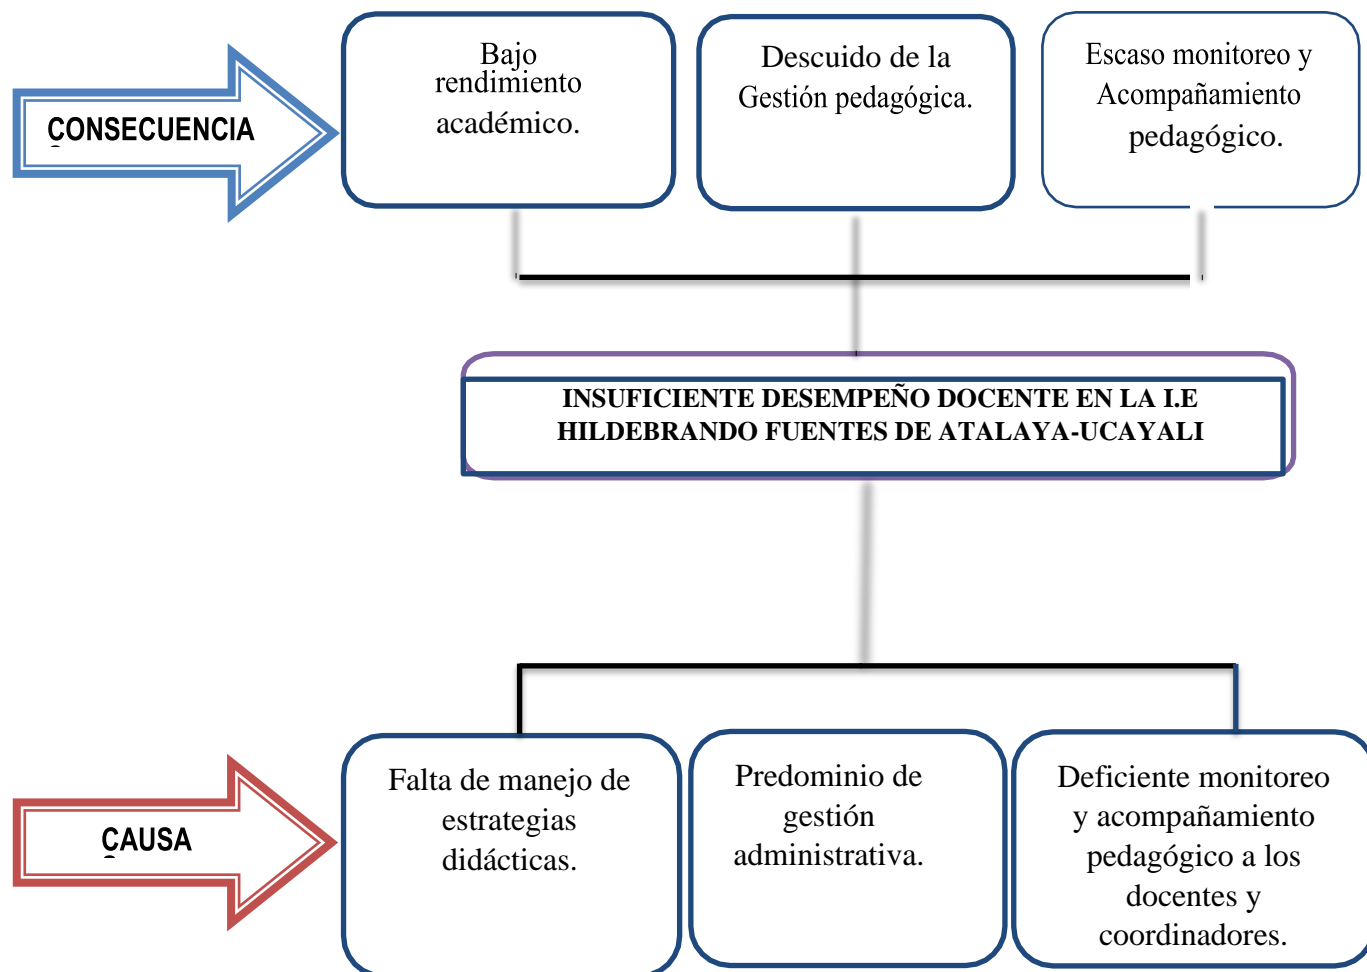 CONSECUENCIA
Bajo
rendimiento
académico.
Descuido de la
Gestión pedagógica.
Escaso monitoreo y
Acompañamiento
pedagógico.
INSUFICIENTE DESEMPEÑO DOCENTE EN LA I.E
HILDEBRANDO FUENTES DE ATALAYA-UCAYALI
CAUSA
Falta de manejo de
estrategias
didácticas.
Predominio de
gestión
administrativa.
Deficiente monitoreo
y acompañamiento
pedagógico a los
docentes y
coordinadores.